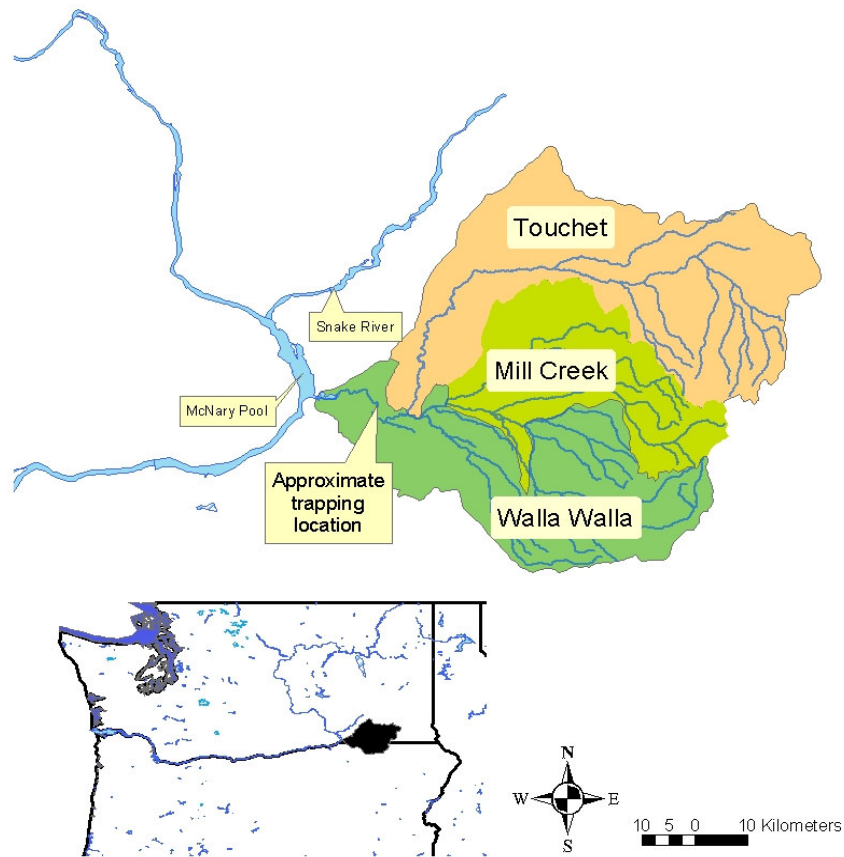 Touchet
Snake River
Mill Creek
McNary Pool
Approximate
trapping
location
Walla Walla
N
W E
S
10 5 0 10 Kilometers